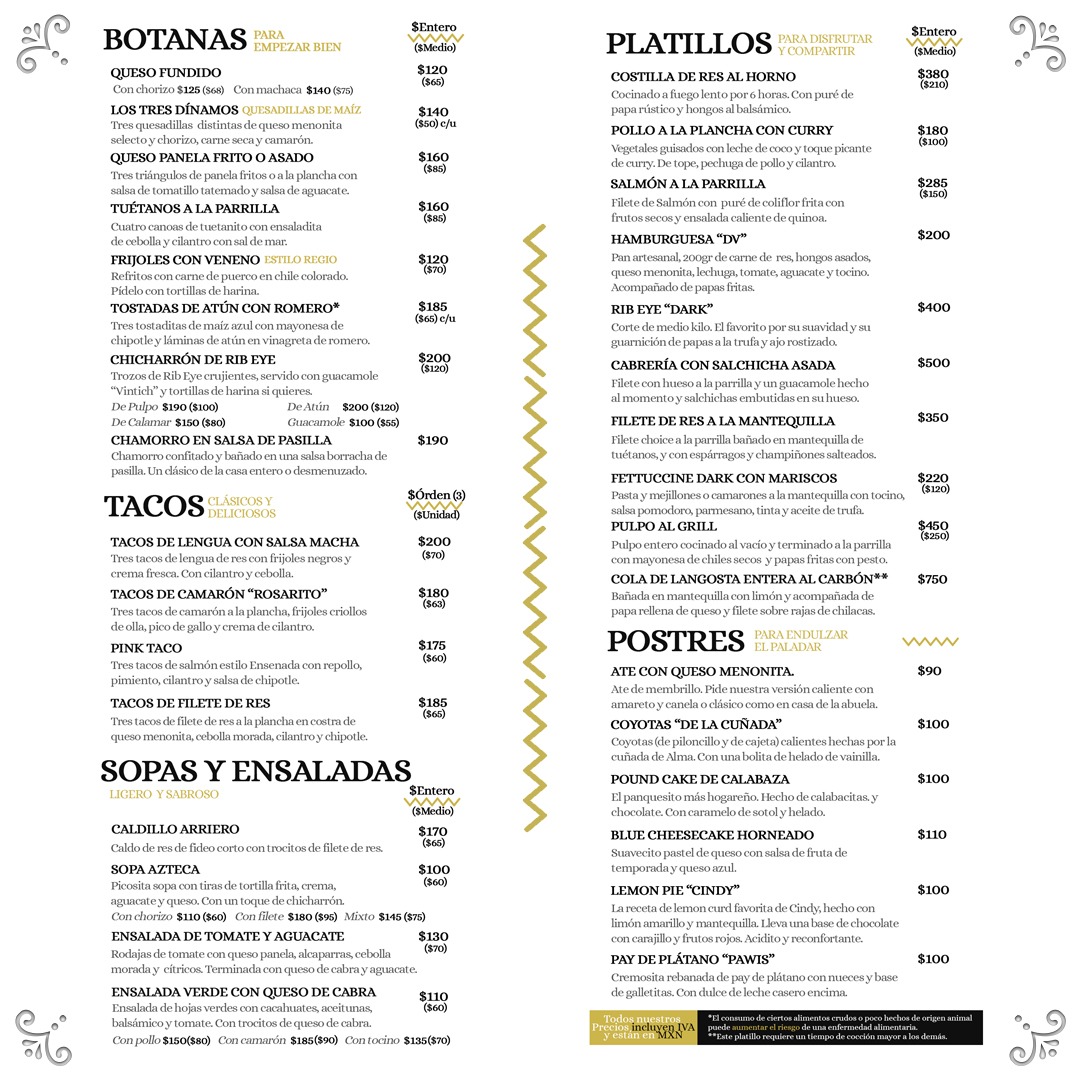 BOTANAS PARA
EMPEZAR BIEN
$Entero
($Medio)
QUESO FUNDIDO $120
($65)
Con chorizo $125 ($68) Con machaca $140 ($75)
LOS TRES DÍNAMOS QUESADILLAS DE MAÍZ $140
($50) c/u
Tres quesadillas distintas de queso menonita
selecto y chorizo, carne seca y camarón.
QUESO PANELA FRITO O ASADO $160
($85)
Tres triángulos de panela fritos o a la plancha con
salsa de tomatillo tatemado y salsa de aguacate.
TUÉTANOS A LA PARRILLA $160
($85)
Cuatro canoas de tuetanito con ensaladita
de cebolla y cilantro con sal de mar.
FRIJOLES CON VENENO ESTILO REGIO $120
($70)
Refritos con carne de puerco en chile colorado.
Pídelo con tortillas de harina.
TOSTADAS DE ATÚN CON ROMERO* $185
($65) c/u
Tres tostaditas de maíz azul con mayonesa de
chipotle y láminas de atún en vinagreta de romero.
CHICHARRÓN DE RIB EYE $200
($120)
Trozos de Rib Eye crujientes, servido con guacamole
“Vintich” y tortillas de harina si quieres.
De Pulpo $190 ($100) De Atún $200 ($120)
De Calamar $150 ($80) Guacamole $100 ($55)
CHAMORRO EN SALSA DE PASILLA $190
Chamorro confitado y bañado en una salsa borracha de
pasilla. Un clásico de la casa entero o desmenuzado.
TACOS CLÁSICOS Y
DELICIOSOS
$Órden (3)
($Unidad)
TACOS DE LENGUA CON SALSA MACHA $200
($70)
Tres tacos de lengua de res con frijoles negros y
crema fresca. Con cilantro y cebolla.
TACOS DE CAMARÓN “ROSARITO” $180
($63)
Tres tacos de camarón a la plancha, frijoles criollos
de olla, pico de gallo y crema de cilantro.
PINK TACO $175
($60)
Tres tacos de salmón estilo Ensenada con repollo,
pimiento, cilantro y salsa de chipotle.
TACOS DE FILETE DE RES $185
($65)
Tres tacos de filete de res a la plancha en costra de
queso menonita, cebolla morada, cilantro y chipotle.
SOPAS Y ENSALADAS
LIGERO Y SABROSO
$Entero
($Medio)
CALDILLO ARRIERO $170
($65)
Caldo de res de fideo corto con trocitos de filete de res.
SOPA AZTECA $100
($60)
Picosita sopa con tiras de tortilla frita, crema,
aguacate y queso. Con un toque de chicharrón.
Con chorizo $110 ($60) Con filete $180 ($95) Mixto $145 ($75)
ENSALADA DE TOMATE Y AGUACATE $130
($70)
Rodajas de tomate con queso panela, alcaparras, cebolla
morada y cítricos. Terminada con queso de cabra y aguacate.
ENSALADA VERDE CON QUESO DE CABRA $110
($60)
Ensalada de hojas verdes con cacahuates, aceitunas,
balsámico y tomate. Con trocitos de queso de cabra.
Con pollo $150($80) Con camarón $185($90) Con tocino $135($70)
PLATILLOS PARA DISFRUTAR
Y COMPARTIR
$Entero
($Medio)
COSTILLA DE RES AL HORNO $380
($210)
Cocinado a fuego lento por 6 horas. Con puré de
papa rústico y hongos al balsámico.
POLLO A LA PLANCHA CON CURRY $180
($100)
Vegetales guisados con leche de coco y toque picante
de curry. De tope, pechuga de pollo y cilantro.
SALMÓN A LA PARRILLA $285
($150)
Filete de Salmón con puré de coliflor frita con
frutos secos y ensalada caliente de quinoa.
HAMBURGUESA “DV” $200
Pan artesanal, 200gr de carne de res, hongos asados,
queso menonita, lechuga, tomate, aguacate y tocino.
Acompañado de papas fritas.
RIB EYE “DARK” $400
Corte de medio kilo. El favorito por su suavidad y su
guarnición de papas a la trufa y ajo rostizado.
CABRERÍA CON SALCHICHA ASADA $500
Filete con hueso a la parrilla y un guacamole hecho
al momento y salchichas embutidas en su hueso.
FILETE DE RES A LA MANTEQUILLA $350
Filete choice a la parrilla bañado en mantequilla de
tuétanos, y con espárragos y champiñones salteados.
FETTUCCINE DARK CON MARISCOS $220
($120)
Pasta y mejillones o camarones a la mantequilla con tocino,
salsa pomodoro, parmesano, tinta y aceite de trufa.
PULPO AL GRILL $450
($250)
Pulpo entero cocinado al vacío y terminado a la parrilla
con mayonesa de chiles secos y papas fritas con pesto.
COLA DE LANGOSTA ENTERA AL CARBÓN** $750
Bañada en mantequilla con limón y acompañada de
papa rellena de queso y filete sobre rajas de chilacas.
POSTRES PARA ENDULZAR
EL PALADAR
ATE CON QUESO MENONITA. $90
Ate de membrillo. Pide nuestra versión caliente con
amareto y canela o clásico como en casa de la abuela.
COYOTAS “DE LA CUÑADA” $100
Coyotas (de piloncillo y de cajeta) calientes hechas por la
cuñada de Alma. Con una bolita de helado de vainilla.
POUND CAKE DE CALABAZA $100
El panquesito más hogareño. Hecho de calabacitas. y
chocolate. Con caramelo de sotol y helado.
BLUE CHEESECAKE HORNEADO $110
Suavecito pastel de queso con salsa de fruta de
temporada y queso azul.
LEMON PIE “CINDY” $100
La receta de lemon curd favorita de Cindy, hecho con
limón amarillo y mantequilla. Lleva una base de chocolate
con carajillo y frutos rojos. Acidito y reconfortante.
PAY DE PLÁTANO “PAWIS” $100
Cremosita rebanada de pay de plátano con nueces y base
de galletitas. Con dulce de leche casero encima.
Todos nuestros
Precios incluyen IVA
y están en MXN
*El consumo de ciertos alimentos crudos o poco hechos de origen animal
puede aumentar el riesgo de una enfermedad alimentaria.
**Este platillo requiere un tiempo de cocción mayor a los demás.